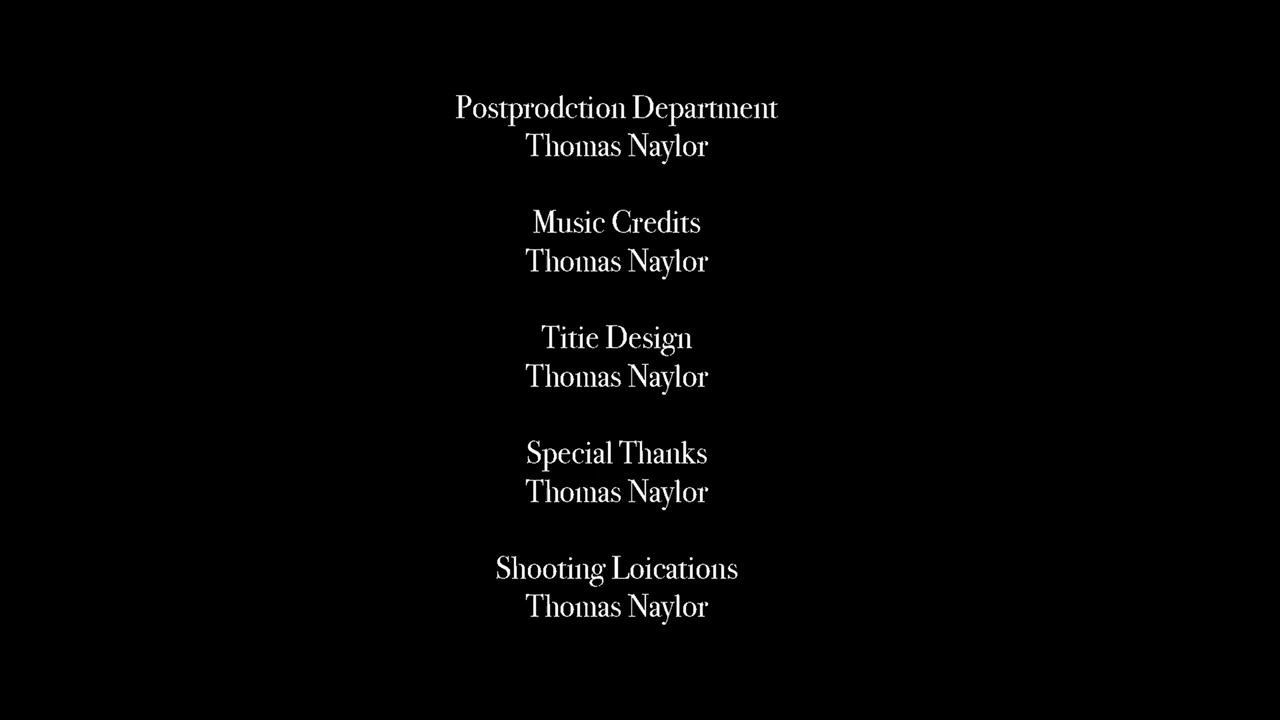 Postprodction Department
Thomas Naylor
Music Credits
Thomas Naylor
Titie Design
Thomas Naylor
Special Thanks
Thomas Naylor
Shooting Loications
Thomas Naylor